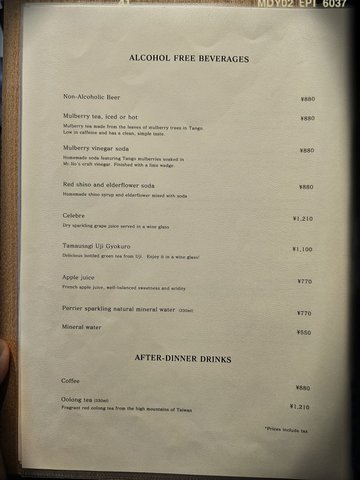 MDY02 EPI 6037
ALCOHOL FREE BEVERAGES
Non-Alcoholic Beer ¥880
Mulberry tea, iced or hot ¥880
Mulberry tea made from the leaves of mulberry trees in Tango.
Low in caffeine and has a clean, simple taste.
Mulberry vinegar soda ¥880
Homemade soda featuring Tango mulberries soaked in
Mr.Iio's craft vinegar. Finished with a lime wedge.
Red shiso and elderflower soda ¥880
Homemade shiso syrup and elderflower mixed with soda
Celebre ¥1,210
Dry sparkling grape juice served in a wine glass
Tamausagi Uji Gyokuro ¥1,100
Delicious bottled green tea from Uji. Enjoy it in a wine glass!
Apple juice ¥770
French apple juice, well-balanced sweetness and acidity
Perrier sparkling natural mineral water (330ml) ¥770
Mineral water ¥550
AFTER-DINNER DRINKS
Coffee ¥880
Oolong tea (330ml) ¥1,210
Fragrant red oolong tea from the high mountains of Taiwan
*Prices include tax